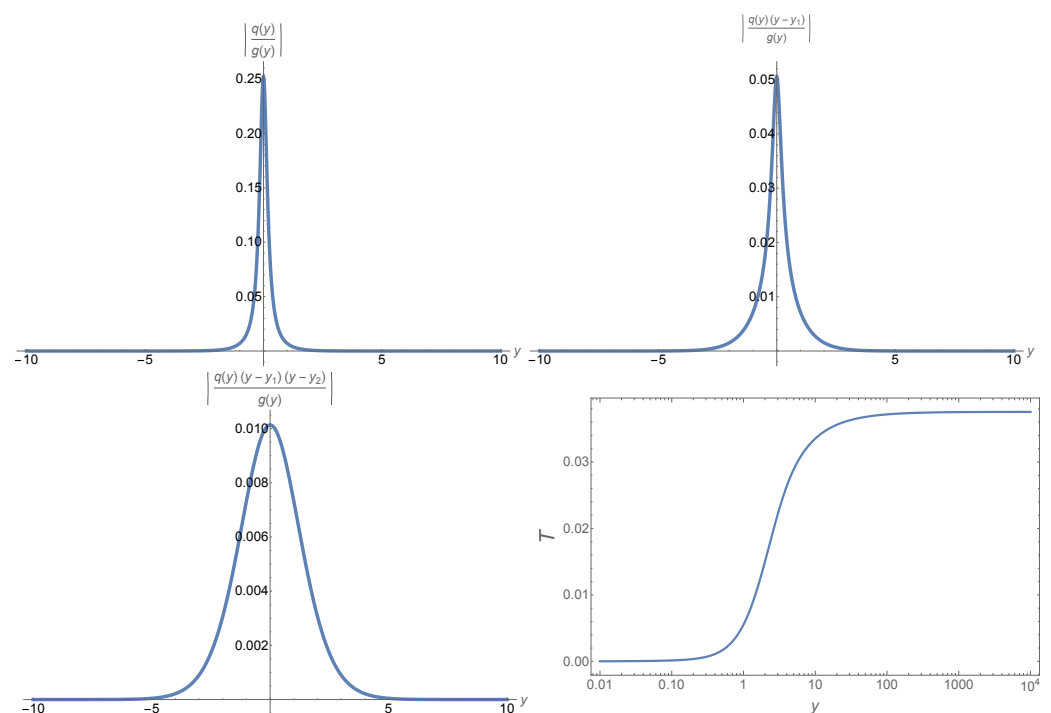 | q(y) / g(y) |
0.25
0.20
0.15
0.10
0.05
−10 −5 5 10 y
| q(y) (y − y₁) / g(y) |
0.05
0.04
0.03
0.02
0.01
−10 −5 5 10 y
| q(y) (y − y₁) (y − y₂) / g(y) |
0.010
0.008
0.006
0.004
0.002
−10 −5 5 10 y
T
0.03
0.02
0.01
0.00
0.01 0.10 1 10 100 1000 10⁴
y